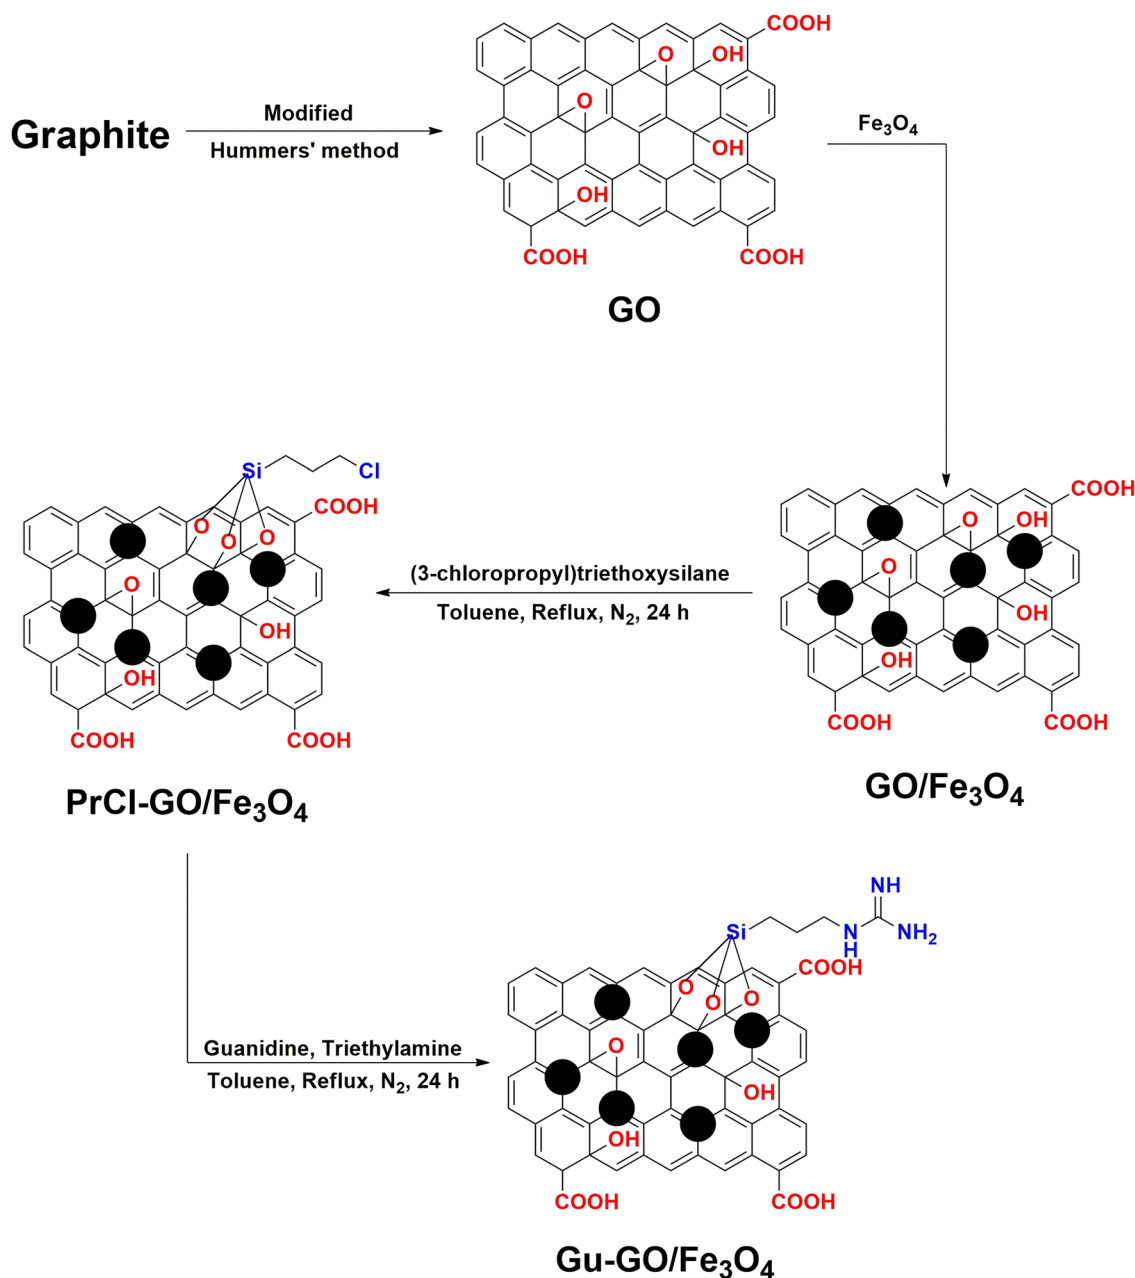 COOH
O
OH
O
Graphite
Modified
Hummers' method
OH
OH
COOH
COOH
GO
Fe3O4
Si
Cl
COOH
O
O
O
O
OH
OH
COOH
COOH
PrCl-GO/Fe3O4
(3-chloropropyl)triethoxysilane
Toluene, Reflux, N2, 24 h
COOH
O
OH
O
OH
OH
COOH
COOH
GO/Fe3O4
Guanidine, Triethylamine
Toluene, Reflux, N2, 24 h
NH
Si
N
H
NH2
COOH
O
O
O
O
OH
OH
COOH
COOH
Gu-GO/Fe3O4